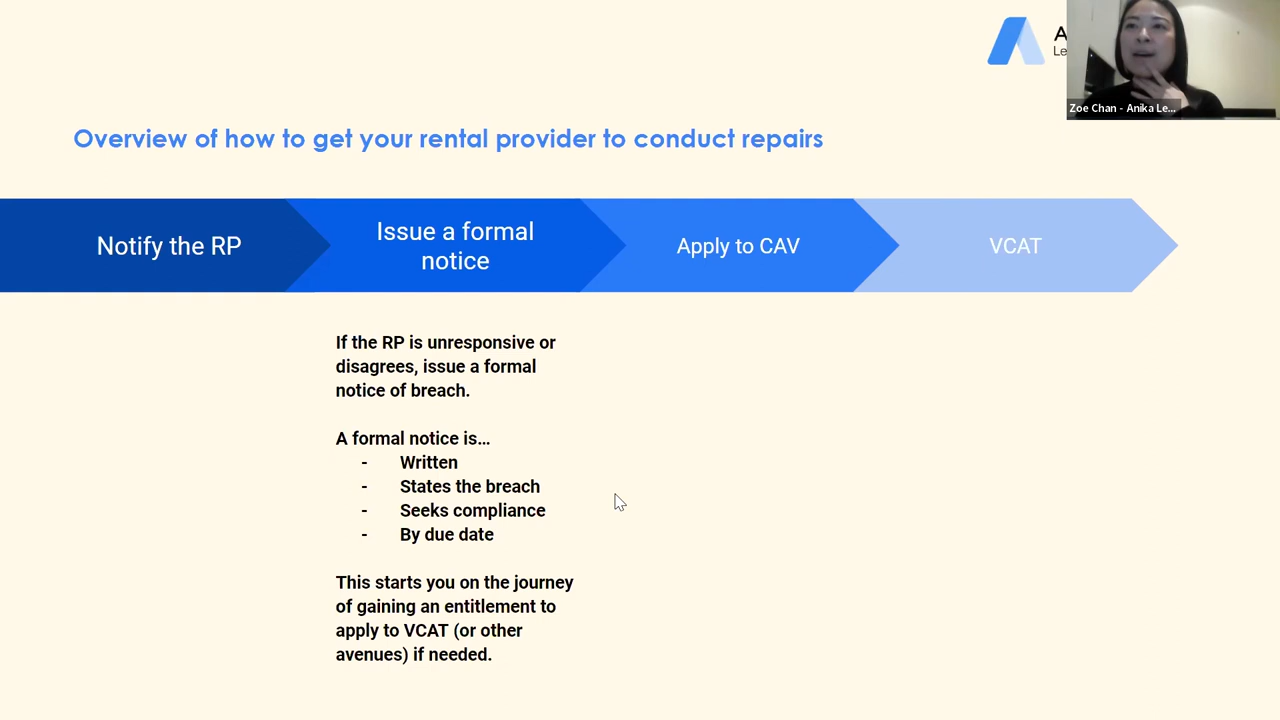 A
Le
Zoe Chan - Anika Le...
Overview of how to get your rental provider to conduct repairs
Notify the RP
Issue a formal
notice
Apply to CAV
VCAT
If the RP is unresponsive or
disagrees, issue a formal
notice of breach.
A formal notice is…
- Written
- States the breach
- Seeks compliance
- By due date
This starts you on the journey
of gaining an entitlement to
apply to VCAT (or other
avenues) if needed.